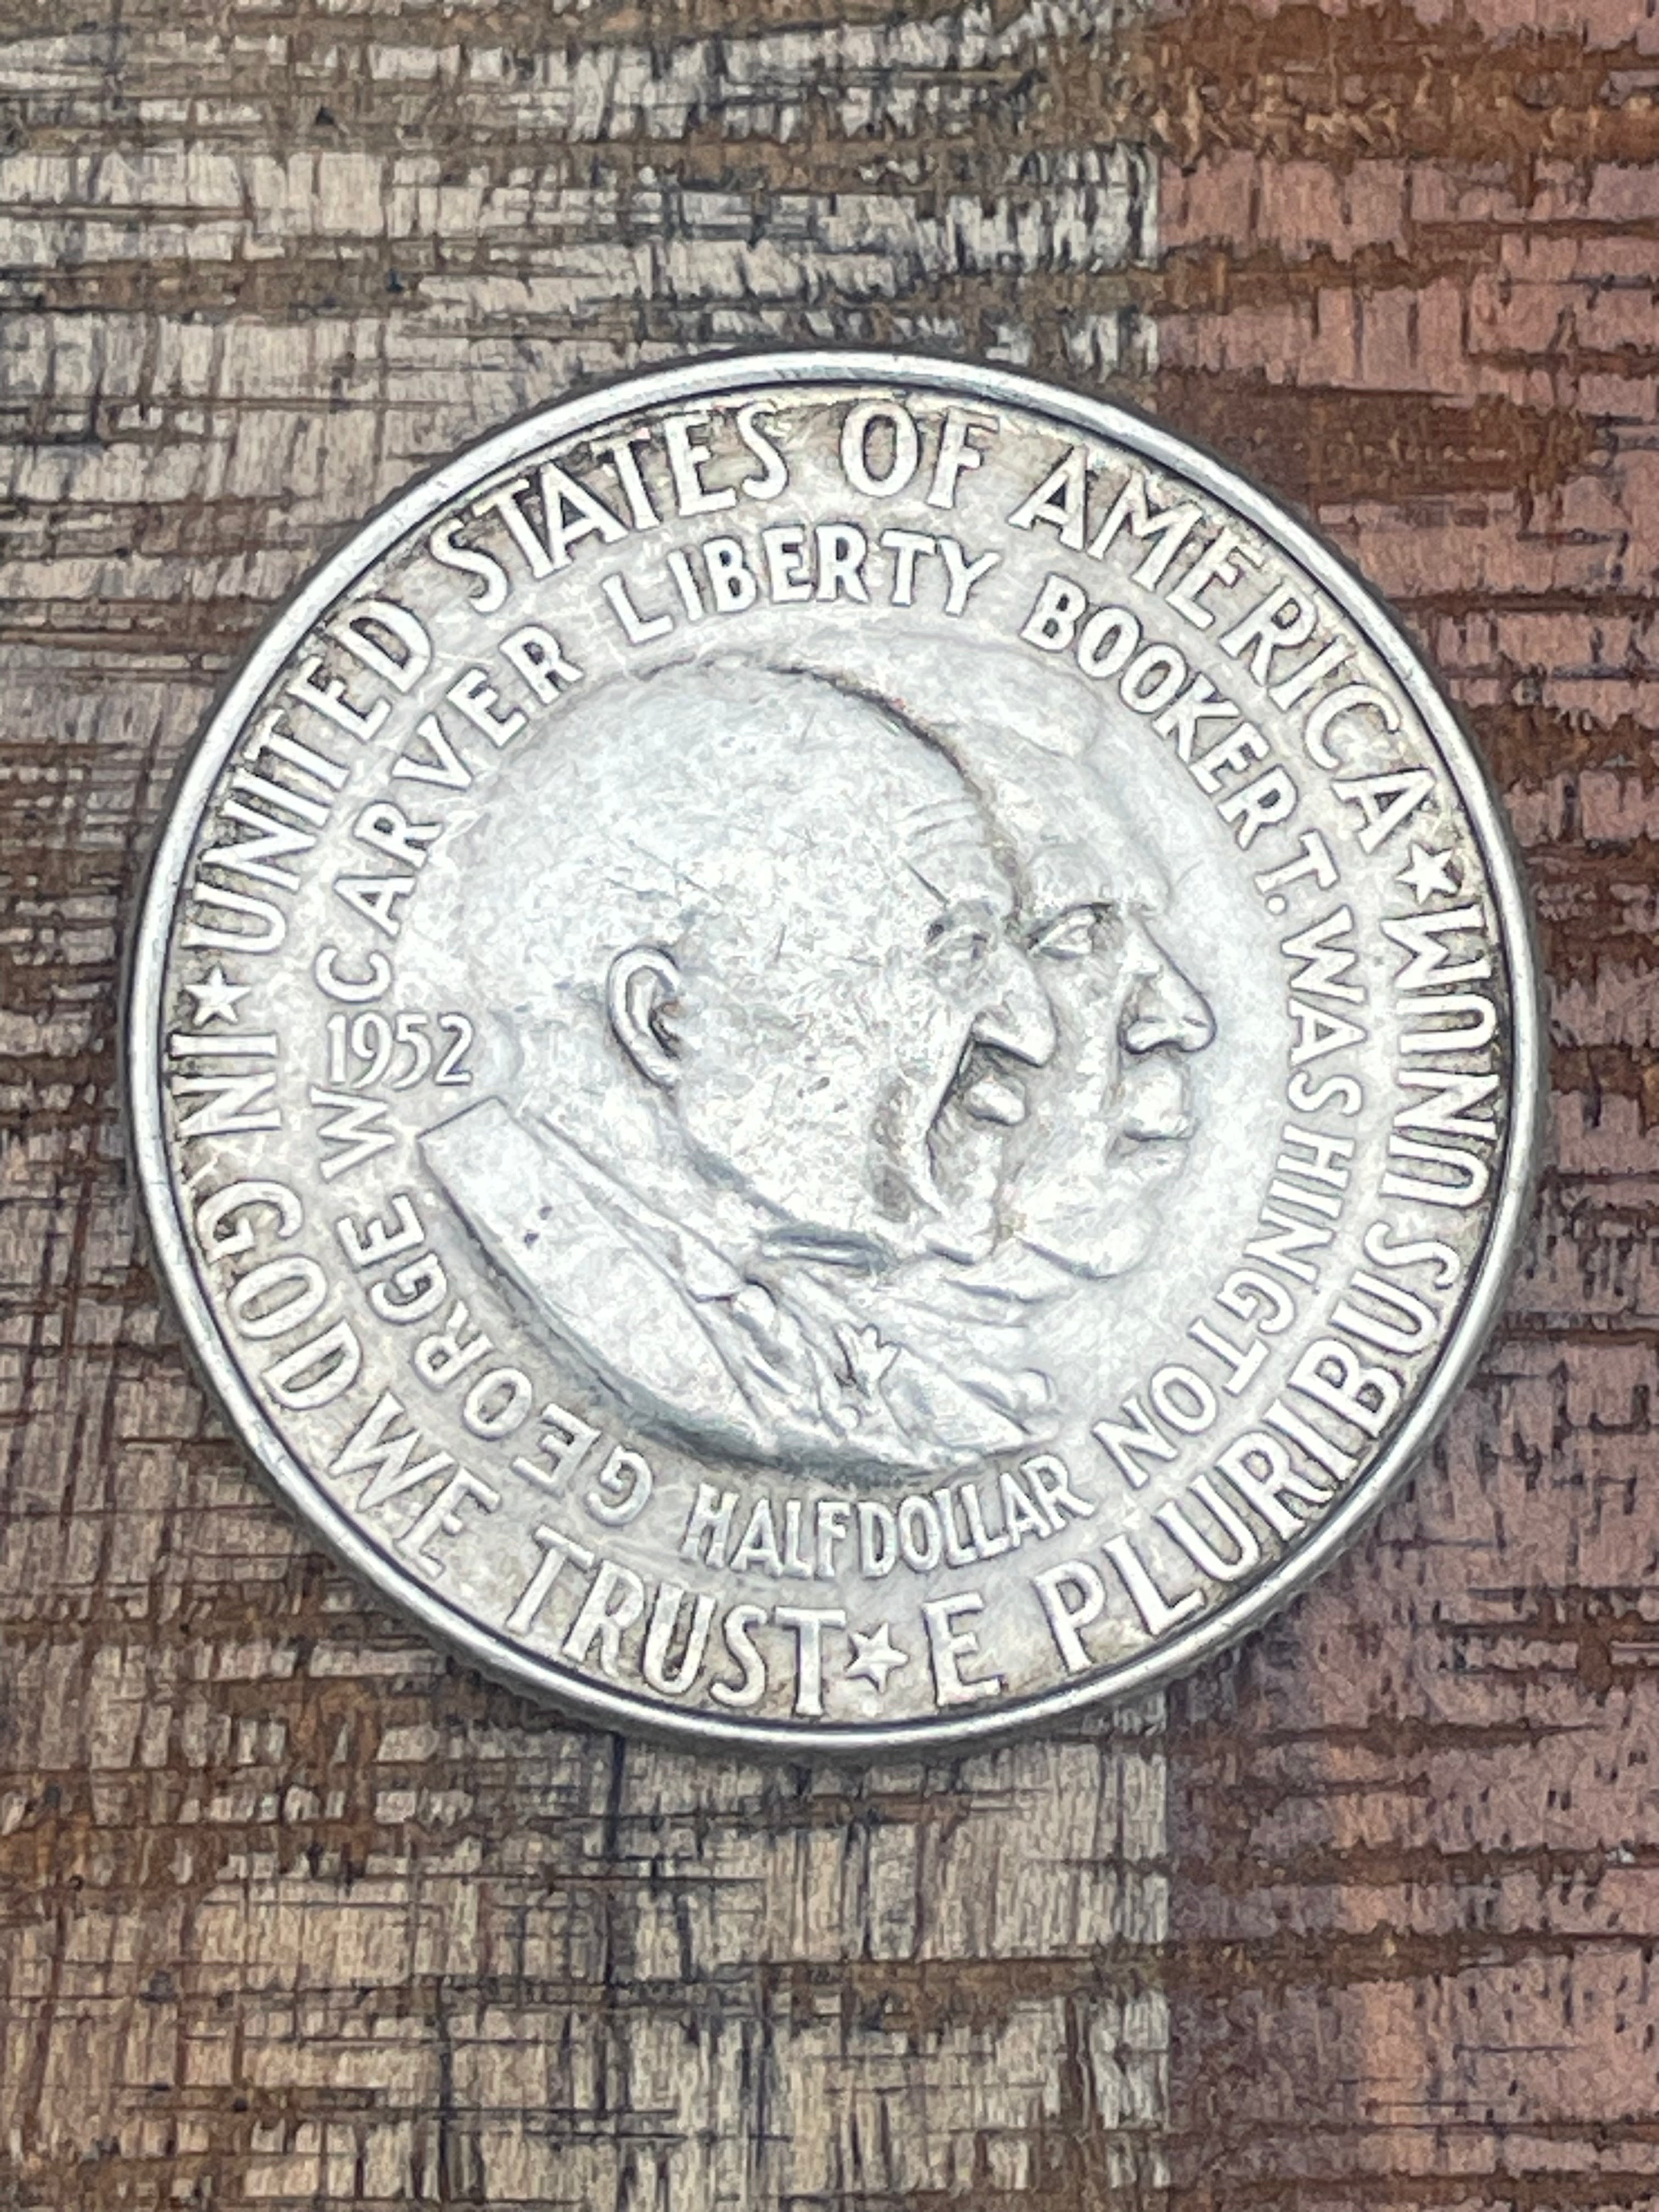 ★ UNITED STATES OF AMERICA ★
IN GOD WE TRUST ★ E PLURIBUS UNUM
GEORGE W CARVER LIBERTY BOOKER T. WASHINGTON
1952
HALF DOLLAR